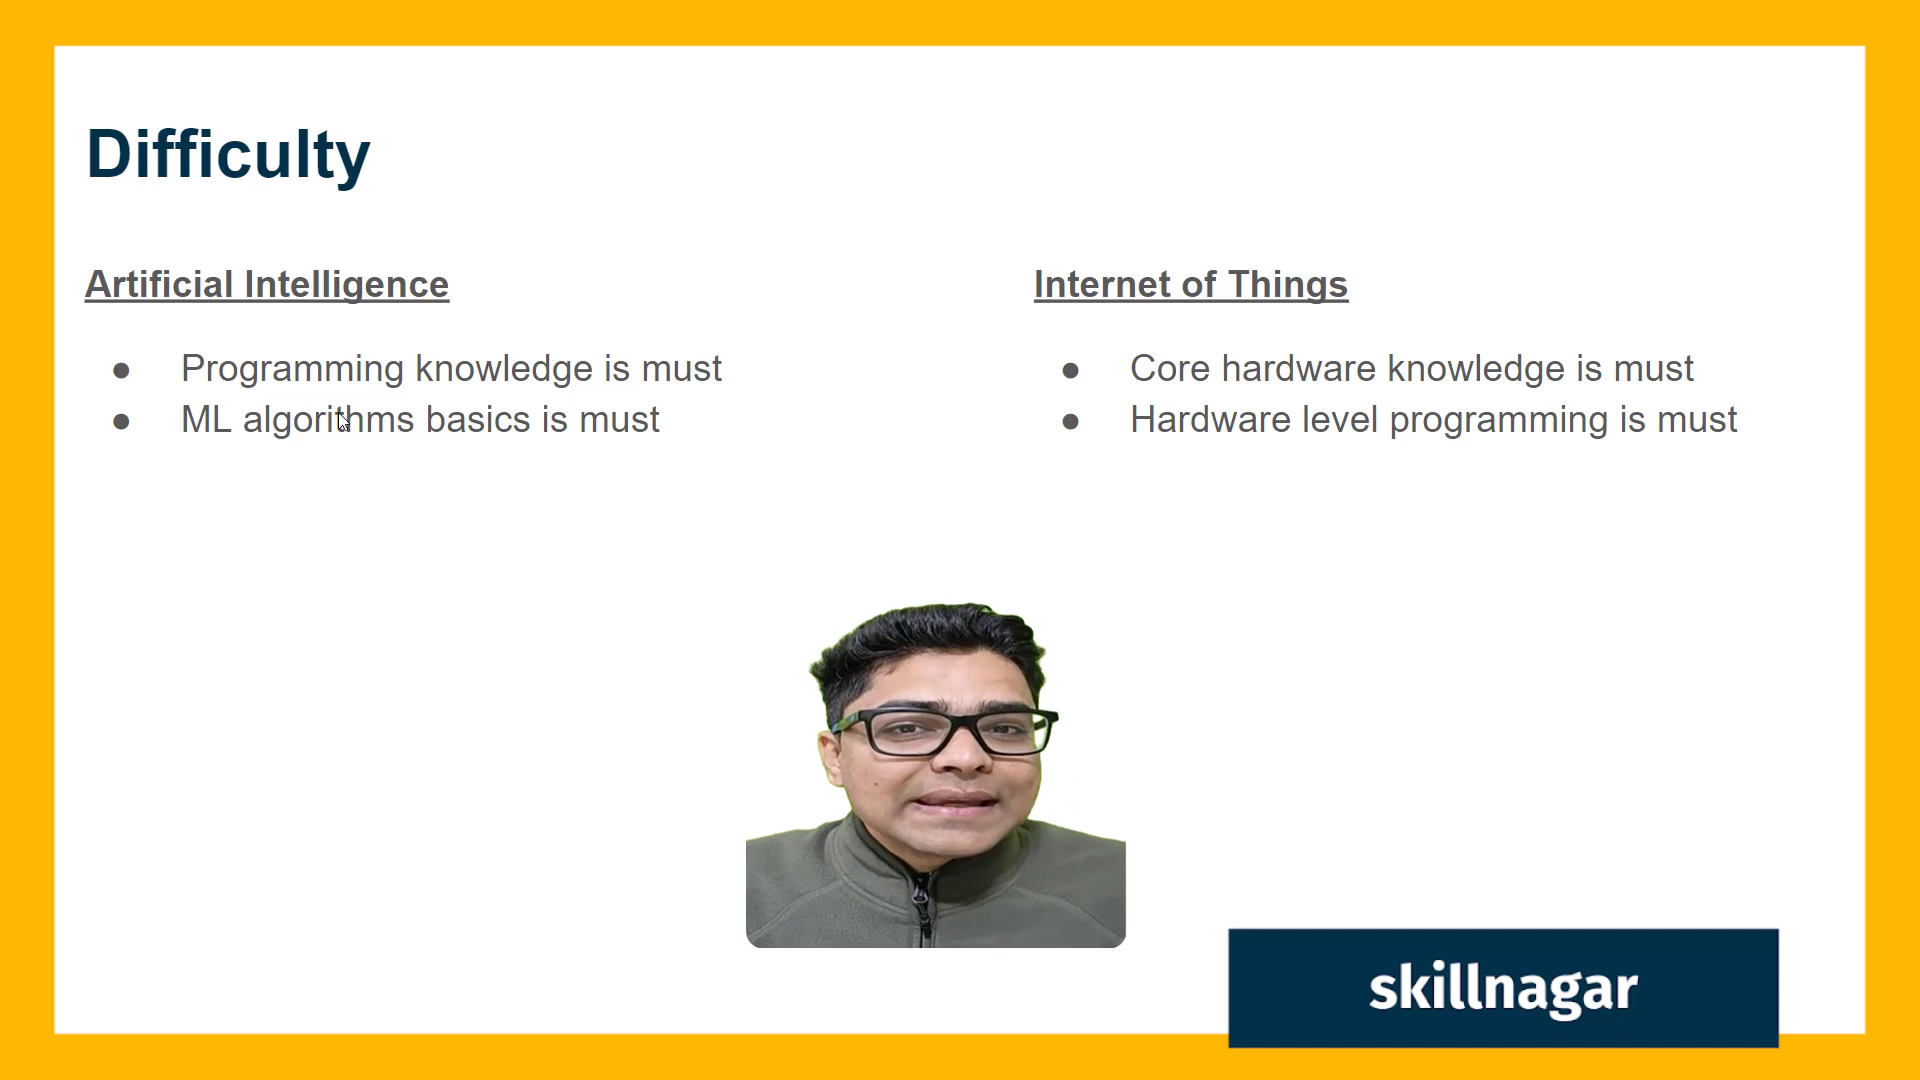 Difficulty
Artificial Intelligence
● Programming knowledge is must
● ML algorithms basics is must
Internet of Things
● Core hardware knowledge is must
● Hardware level programming is must
skillnagar